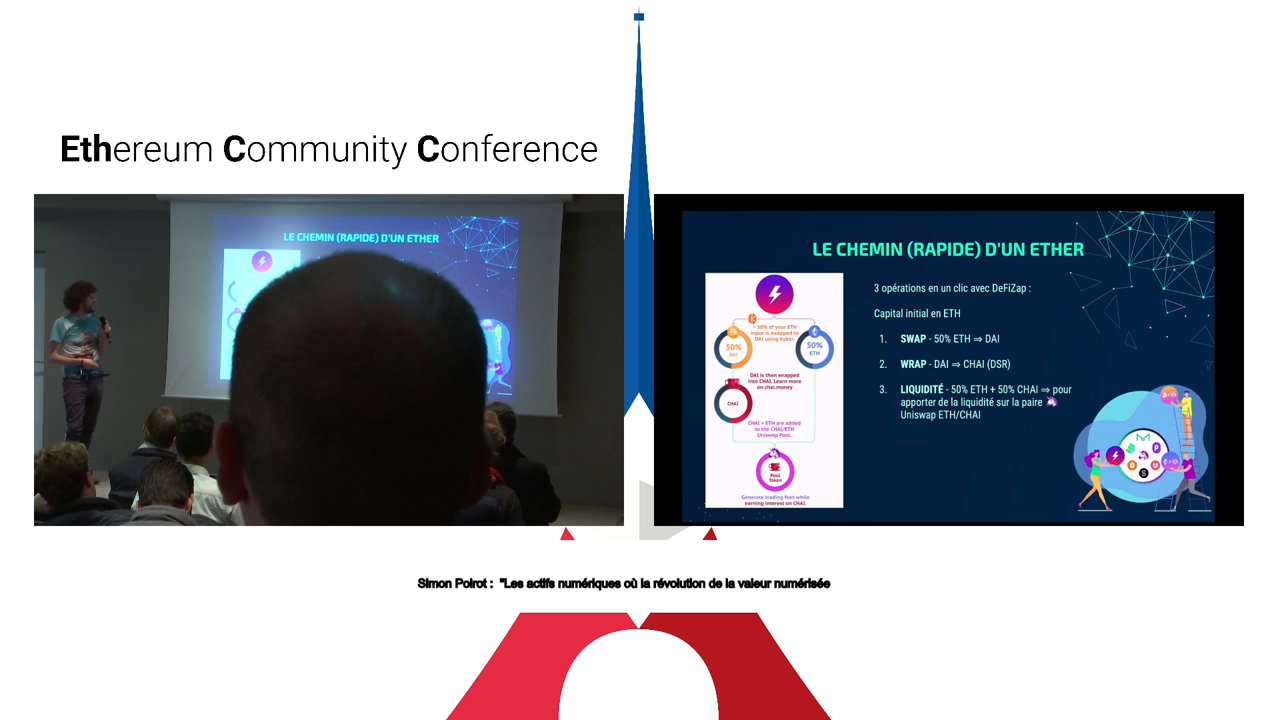 Ethereum Community Conference
LE CHEMIN (RAPIDE) D'UN ETHER
LE CHEMIN (RAPIDE) D'UN ETHER
~ 50% of your ETH
input is swapped to
DAI using Kyber.
50%
DAI
50%
ETH
DAI is then wrapped
into CHAI. Learn more
on chai.money
CHAI
CHAI + ETH are added
to the CHAI/ETH
Uniswap Pool.
Pool
Token
Generate trading fees while
earning interest on CHAI.
3 opérations en un clic avec DeFiZap :
Capital initial en ETH
1. SWAP - 50% ETH ⇒ DAI
2. WRAP - DAI ⇒ CHAI (DSR)
3. LIQUIDITÉ - 50% ETH + 50% CHAI ⇒ pour
apporter de la liquidité sur la paire 🦄
Uniswap ETH/CHAI
Simon Poirot : "Les actifs numériques où la révolution de la valeur numérisée